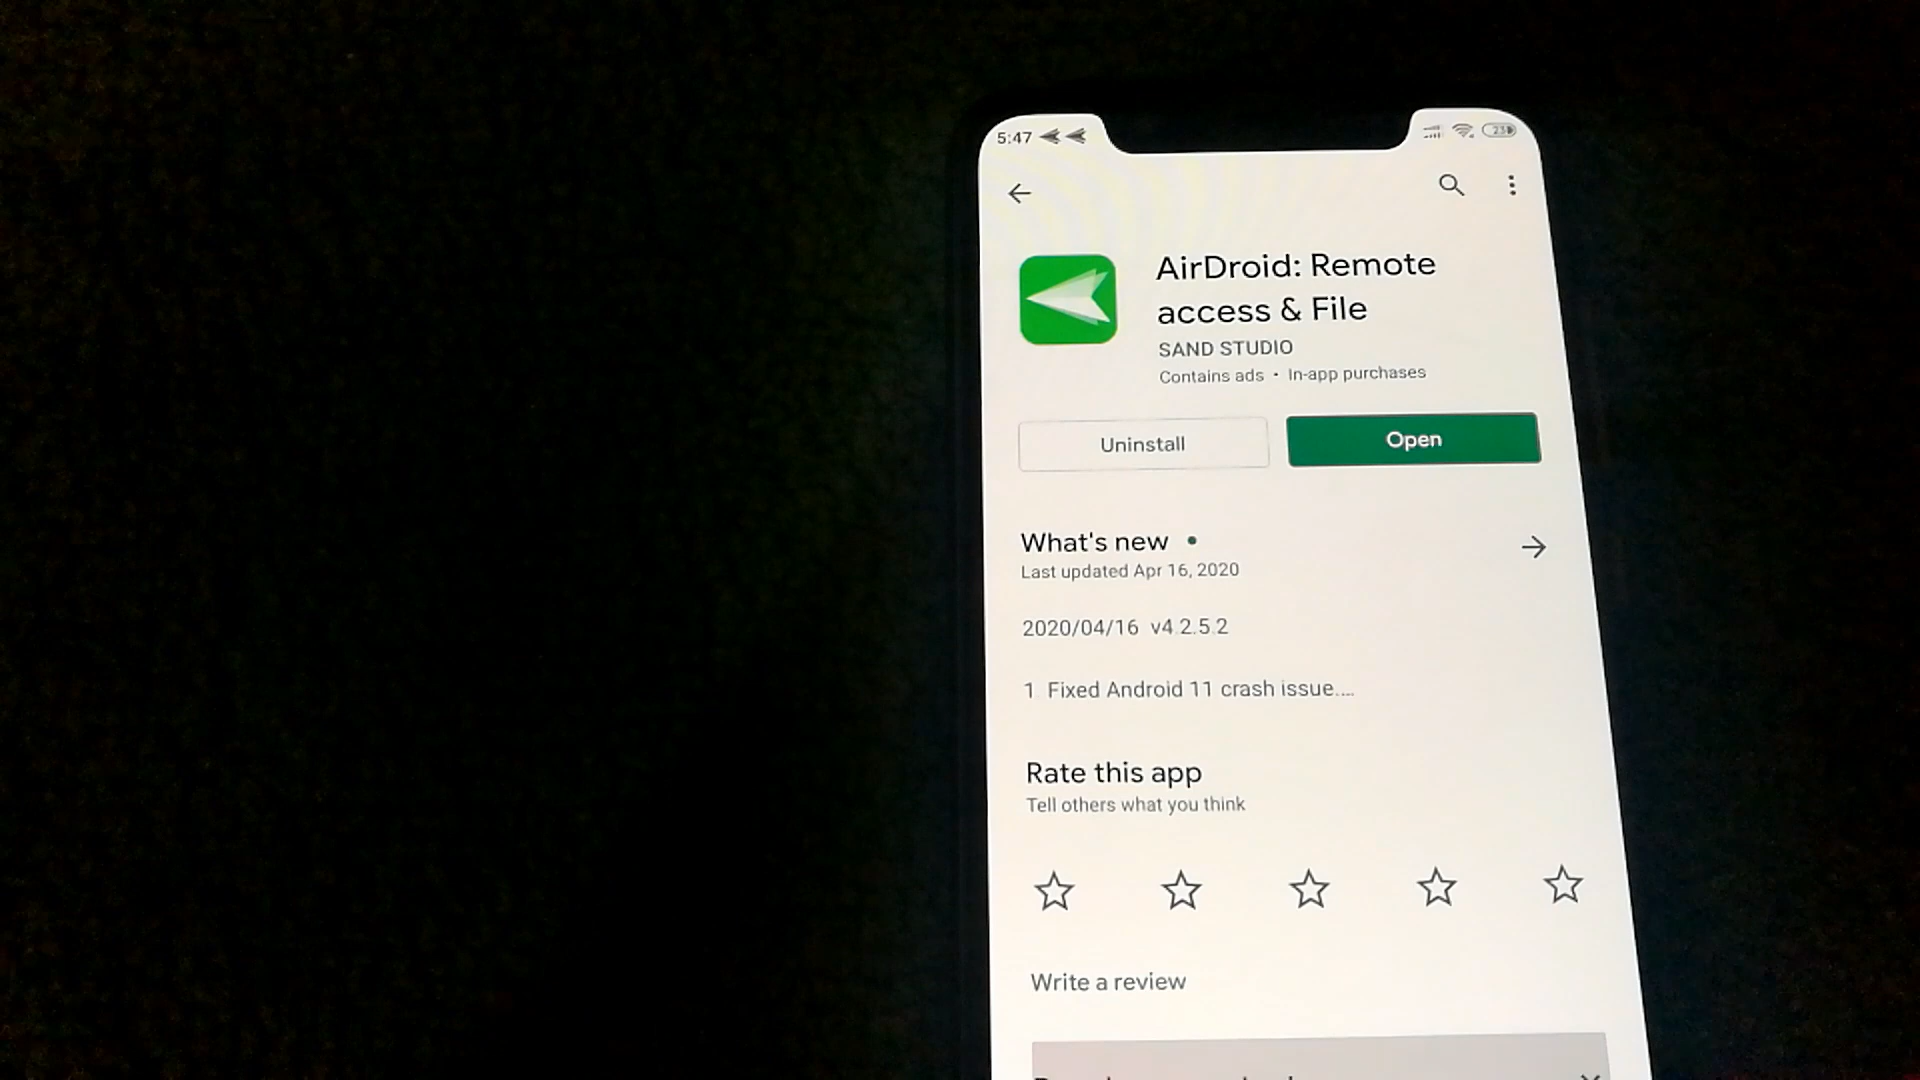 5:47
23
AirDroid: Remote
access & File
SAND STUDIO
Contains ads • In-app purchases
Uninstall
Open
What's new
Last updated Apr 16, 2020
2020/04/16 v4.2.5.2
1 Fixed Android 11 crash issue....
Rate this app
Tell others what you think
Write a review